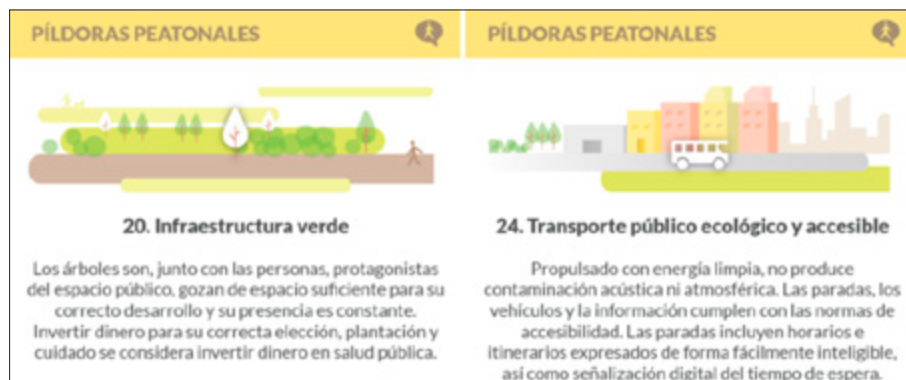 PÍLDORAS PEATONALES
20. Infraestructura verde
Los árboles son, junto con las personas, protagonistas
del espacio público, gozan de espacio suficiente para su
correcto desarrollo y su presencia es constante.
Invertir dinero para su correcta elección, plantación y
cuidado se considera invertir dinero en salud pública.
PÍLDORAS PEATONALES
24. Transporte público ecológico y accesible
Propulsado con energía limpia, no produce
contaminación acústica ni atmosférica. Las paradas, los
vehículos y la información cumplen con las normas de
accesibilidad. Las paradas incluyen horarios e
itinerarios expresados de forma fácilmente inteligible,
así como señalización digital del tiempo de espera.